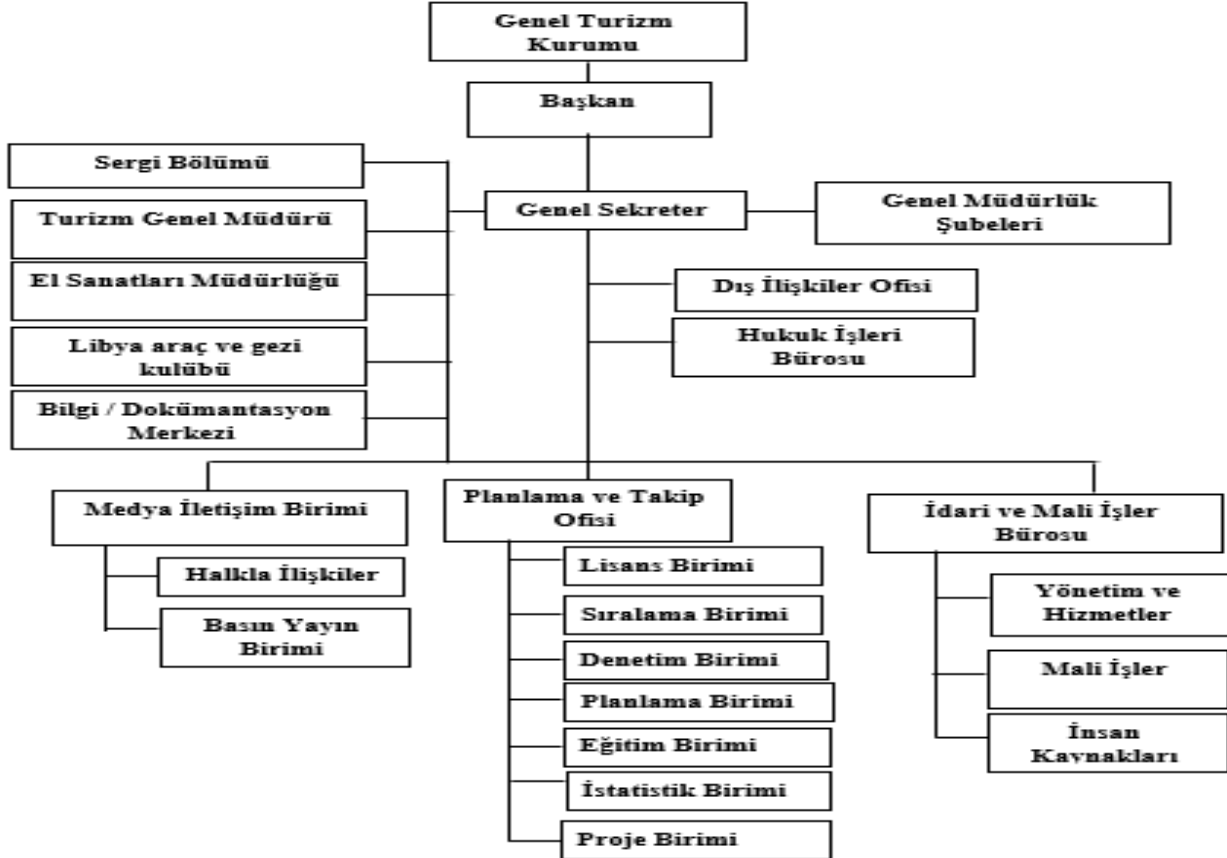 Genel Turizm
Kurumu
Başkan
Sergi Bölümü
Turizm Genel Müdürü
El Sanatları Müdürlüğü
Libya araç ve gezi
kulübü
Bilgi / Dokümantasyon
Merkezi
Genel Sekreter
Genel Müdürlük
Şubeleri
Dış İlişkiler Ofisi
Hukuk İşleri
Bürosu
Medya İletişim Birimi
Halkla İlişkiler
Basın Yayın
Birimi
Planlama ve Takip
Ofisi
Lisans Birimi
Sıralama Birimi
Denetim Birimi
Planlama Birimi
Eğitim Birimi
İstatistik Birimi
Proje Birimi
İdari ve Mali İşler
Bürosu
Yönetim ve
Hizmetler
Mali İşler
İnsan
Kaynakları